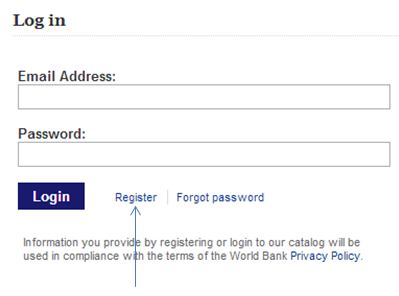 Log in
Email Address:
Password:
Login Register Forgot password
Information you provide by registering or login to our catalog will be
used in compliance with the terms of the World Bank Privacy Policy.